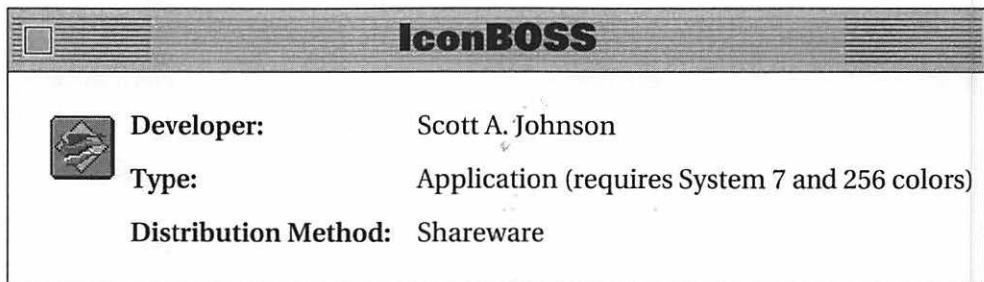 IconBOSS
Developer: Scott A. Johnson
Type: Application (requires System 7 and 256 colors)
Distribution Method: Shareware